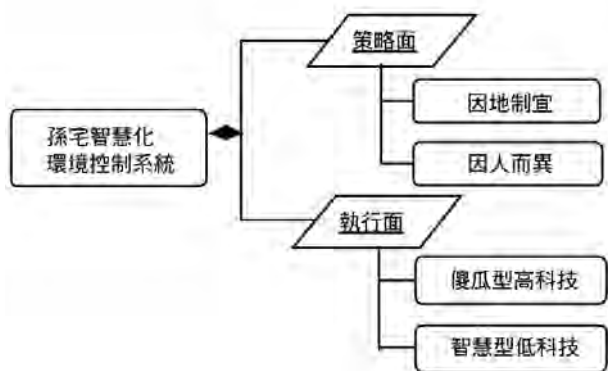 策略面
因地制宜
孫宅智慧化
環境控制系統
因人而異
執行面
傻瓜型高科技
智慧型低科技